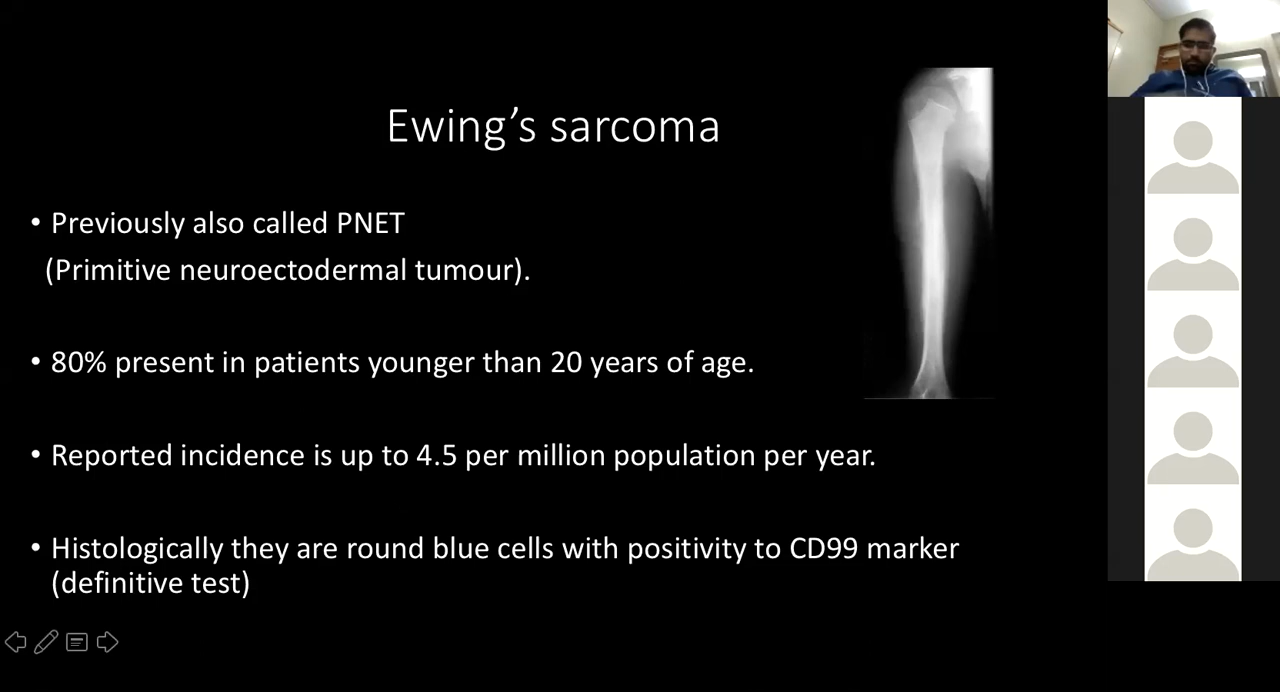 Ewing’s sarcoma
• Previously also called PNET
(Primitive neuroectodermal tumour).
• 80% present in patients younger than 20 years of age.
• Reported incidence is up to 4.5 per million population per year.
• Histologically they are round blue cells with positivity to CD99 marker
(definitive test)